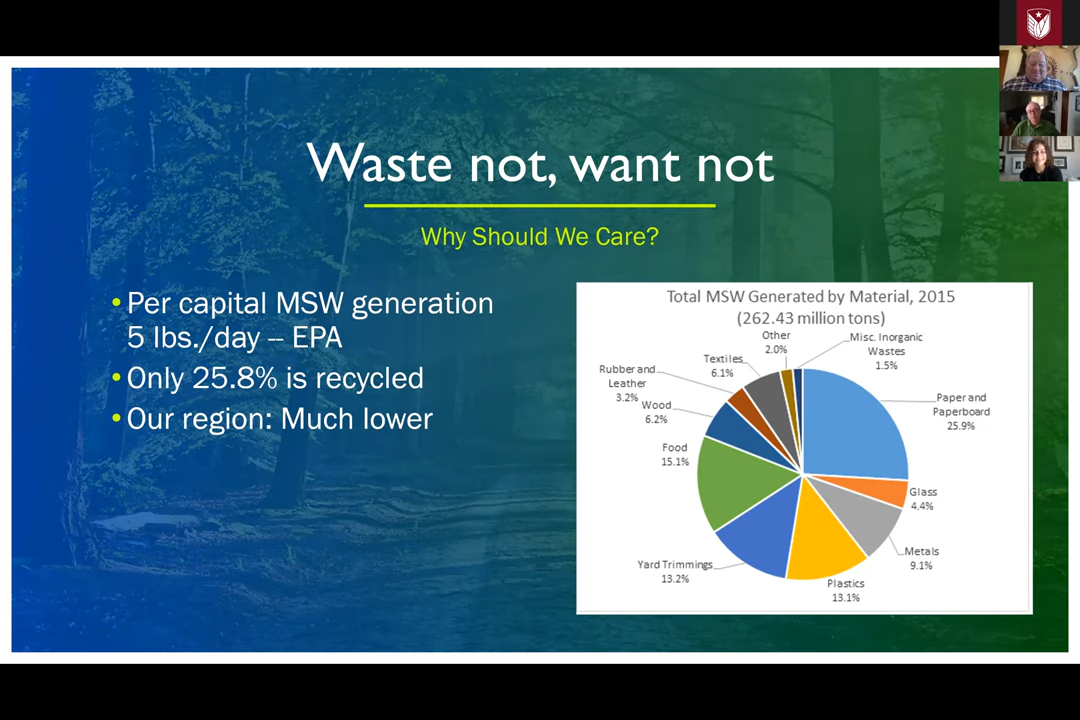 Waste not, want not
Why Should We Care?
•Per capital MSW generation
5 lbs./day -- EPA
•Only 25.8% is recycled
•Our region: Much lower
Total MSW Generated by Material, 2015
(262.43 million tons)
Other
2.0%
Misc. Inorganic
Wastes
1.5%
Textiles
6.1%
Rubber and
Leather
3.2%
Wood
6.2%
Paper and
Paperboard
25.9%
Food
15.1%
Glass
4.4%
Metals
9.1%
Yard Trimmings
13.2%
Plastics
13.1%